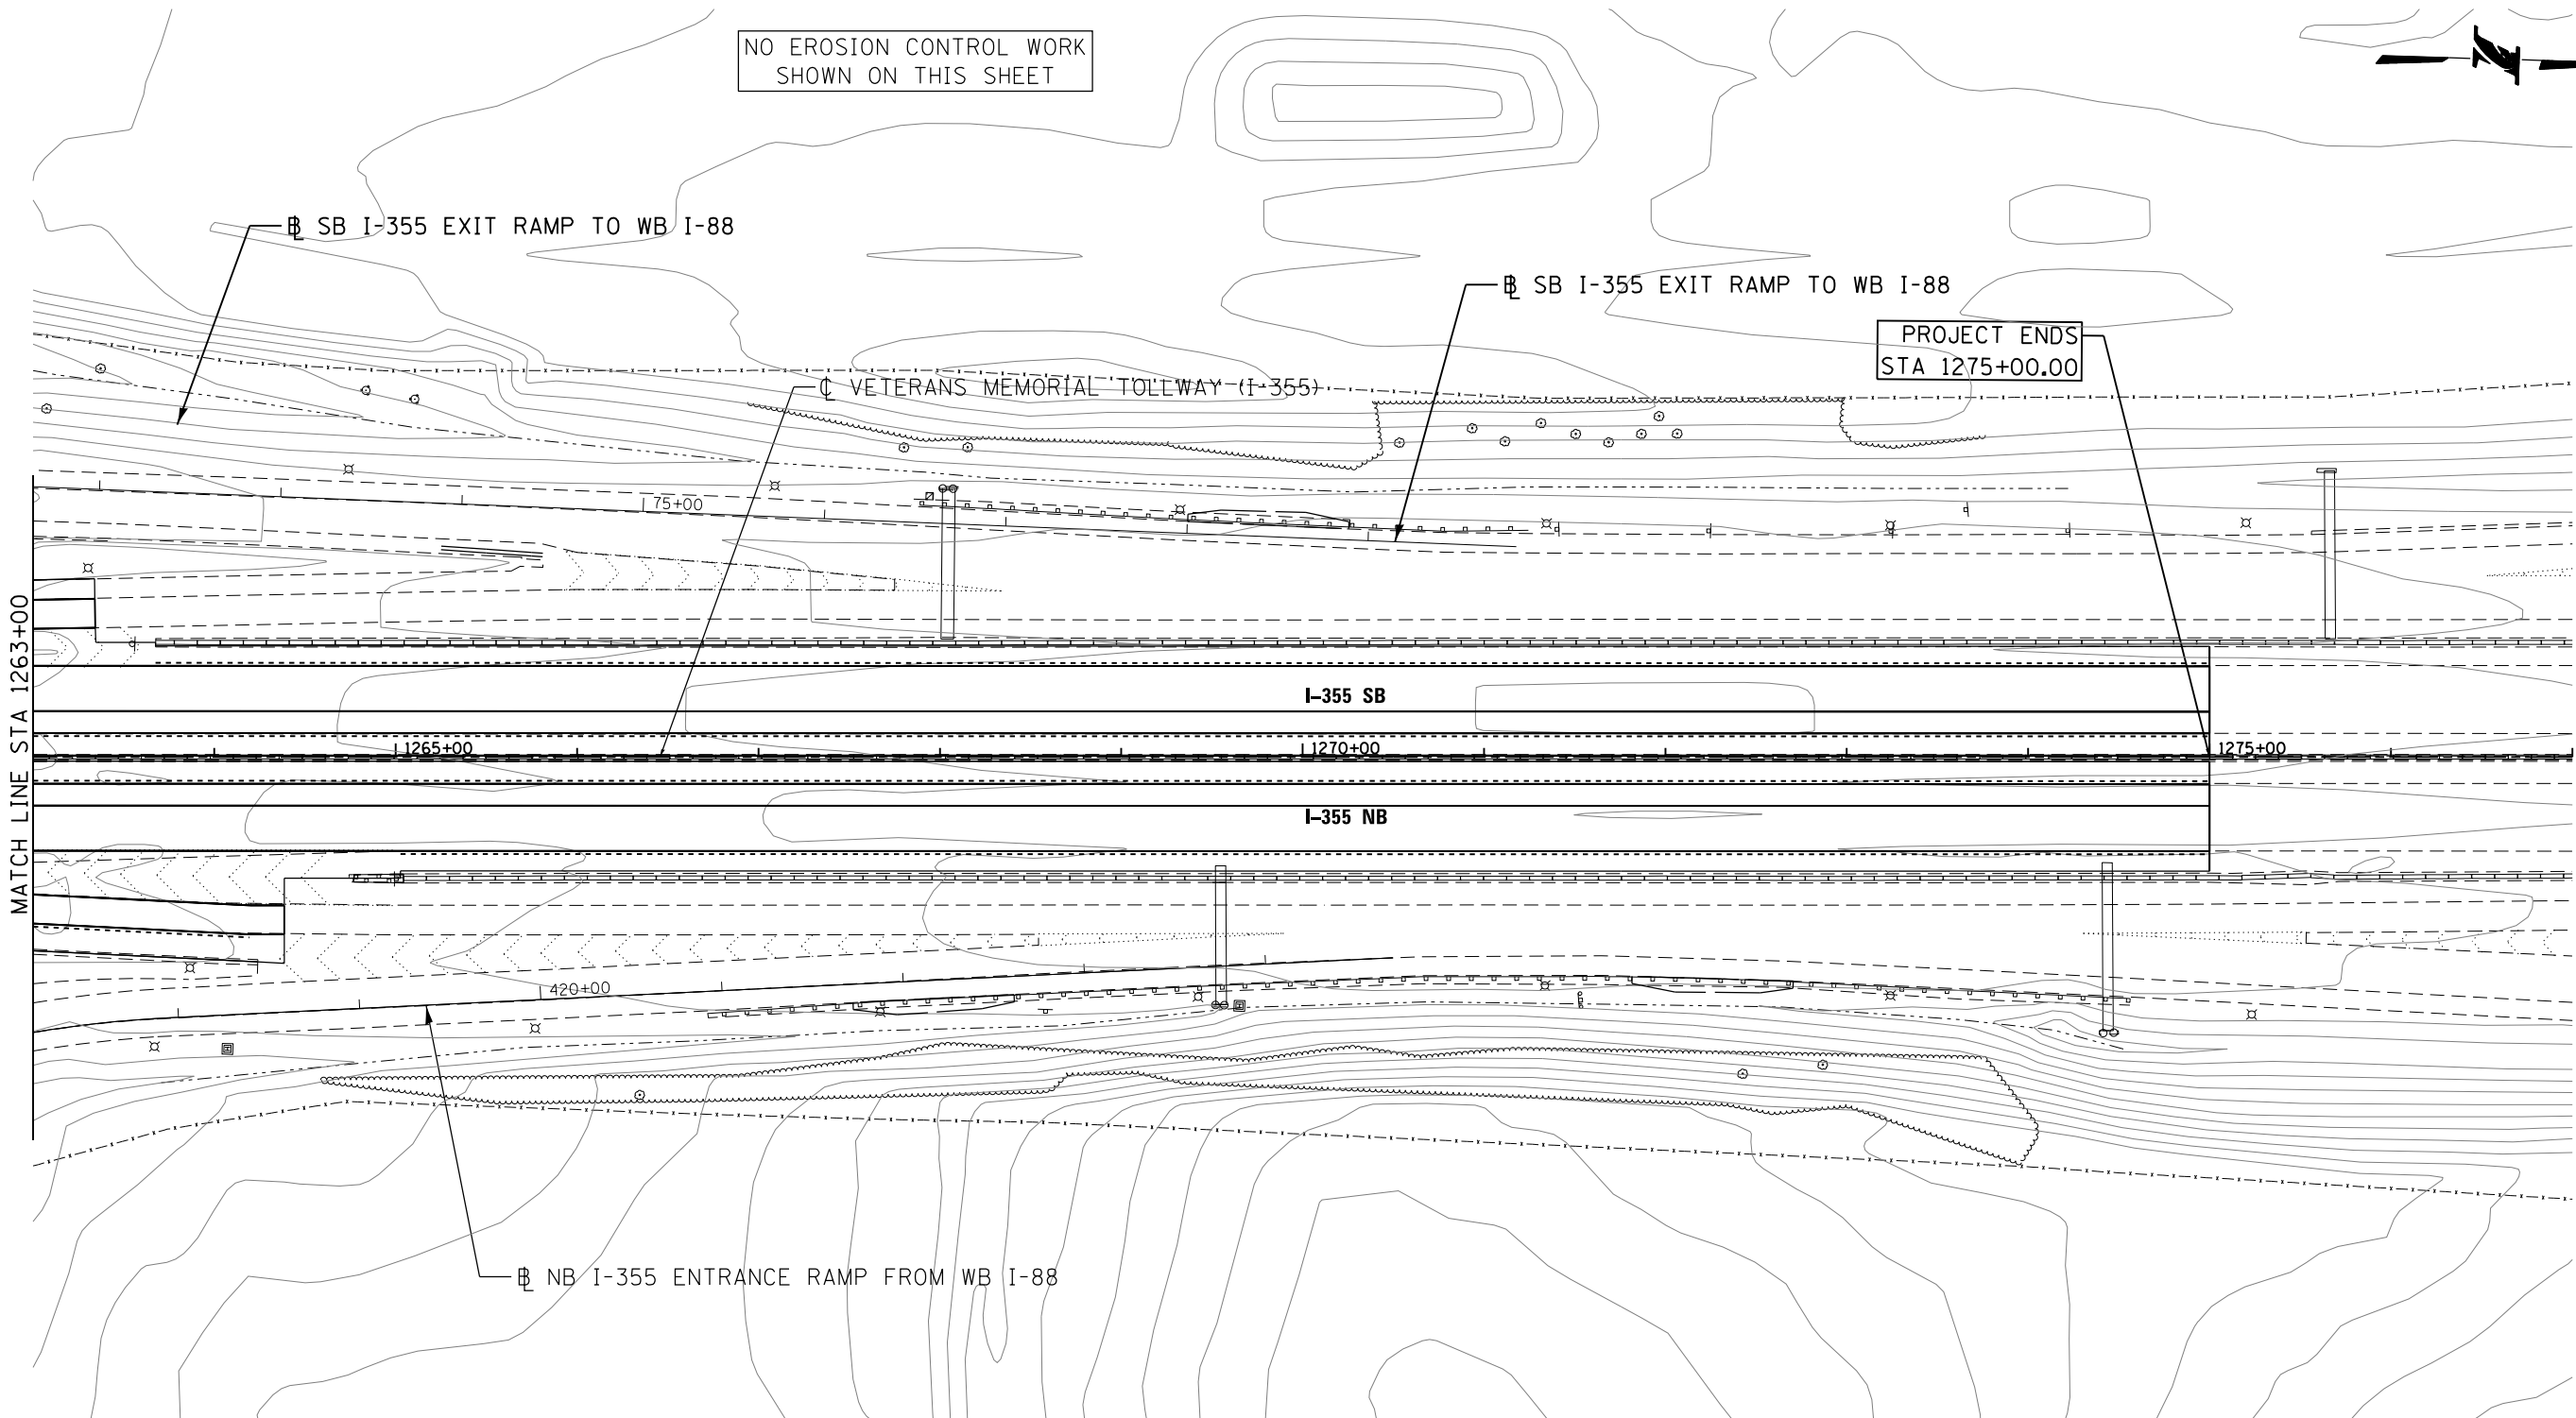 NO EROSION CONTROL WORK
SHOWN ON THIS SHEET
℄ SB I-355 EXIT RAMP TO WB I-88
B̲L SB I-355 EXIT RAMP TO WB I-88
PROJECT ENDS
STA 1275+00.00
℄ VETERANS MEMORIAL TOLLWAY (I-355)
75+00
MATCH LINE STA 1263+00
I-355 SB
1265+00
1270+00
1275+00
I-355 NB
420+00
BL NB I-355 ENTRANCE RAMP FROM WB I-88